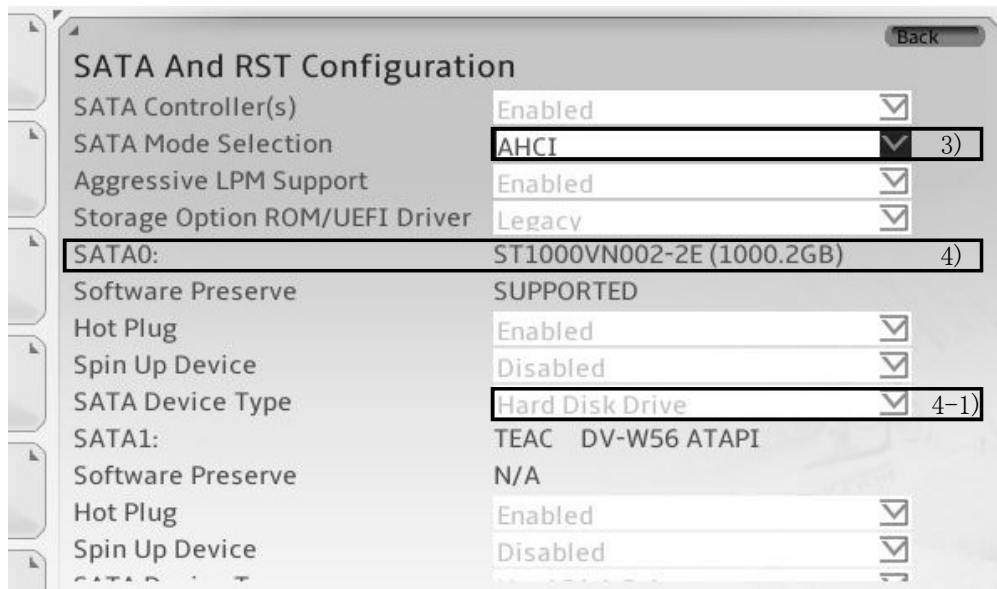 Back
SATA And RST Configuration
SATA Controller(s) Enabled
SATA Mode Selection AHCI 3)
Aggressive LPM Support Enabled
Storage Option ROM/UEFI Driver Legacy
SATA0: ST1000VN002-2E (1000.2GB) 4)
Software Preserve SUPPORTED
Hot Plug Enabled
Spin Up Device Disabled
SATA Device Type Hard Disk Drive 4-1)
SATA1: TEAC DV-W56 ATAPI
Software Preserve N/A
Hot Plug Enabled
Spin Up Device Disabled